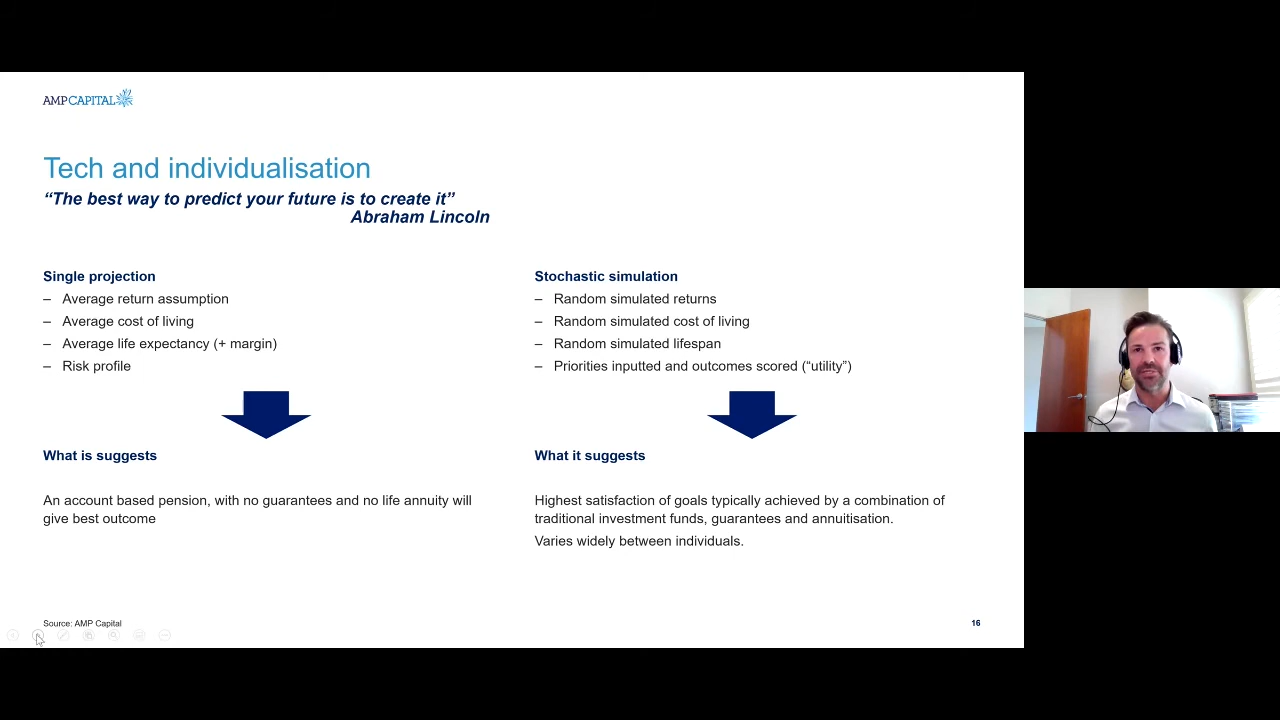 AMP CAPITAL
Tech and individualisation
“The best way to predict your future is to create it”
Abraham Lincoln
Single projection
– Average return assumption
– Average cost of living
– Average life expectancy (+ margin)
– Risk profile
What is suggests
An account based pension, with no guarantees and no life annuity will
give best outcome
Stochastic simulation
– Random simulated returns
– Random simulated cost of living
– Random simulated lifespan
– Priorities inputted and outcomes scored (“utility”)
What it suggests
Highest satisfaction of goals typically achieved by a combination of
traditional investment funds, guarantees and annuitisation.
Varies widely between individuals.
Source: AMP Capital
16